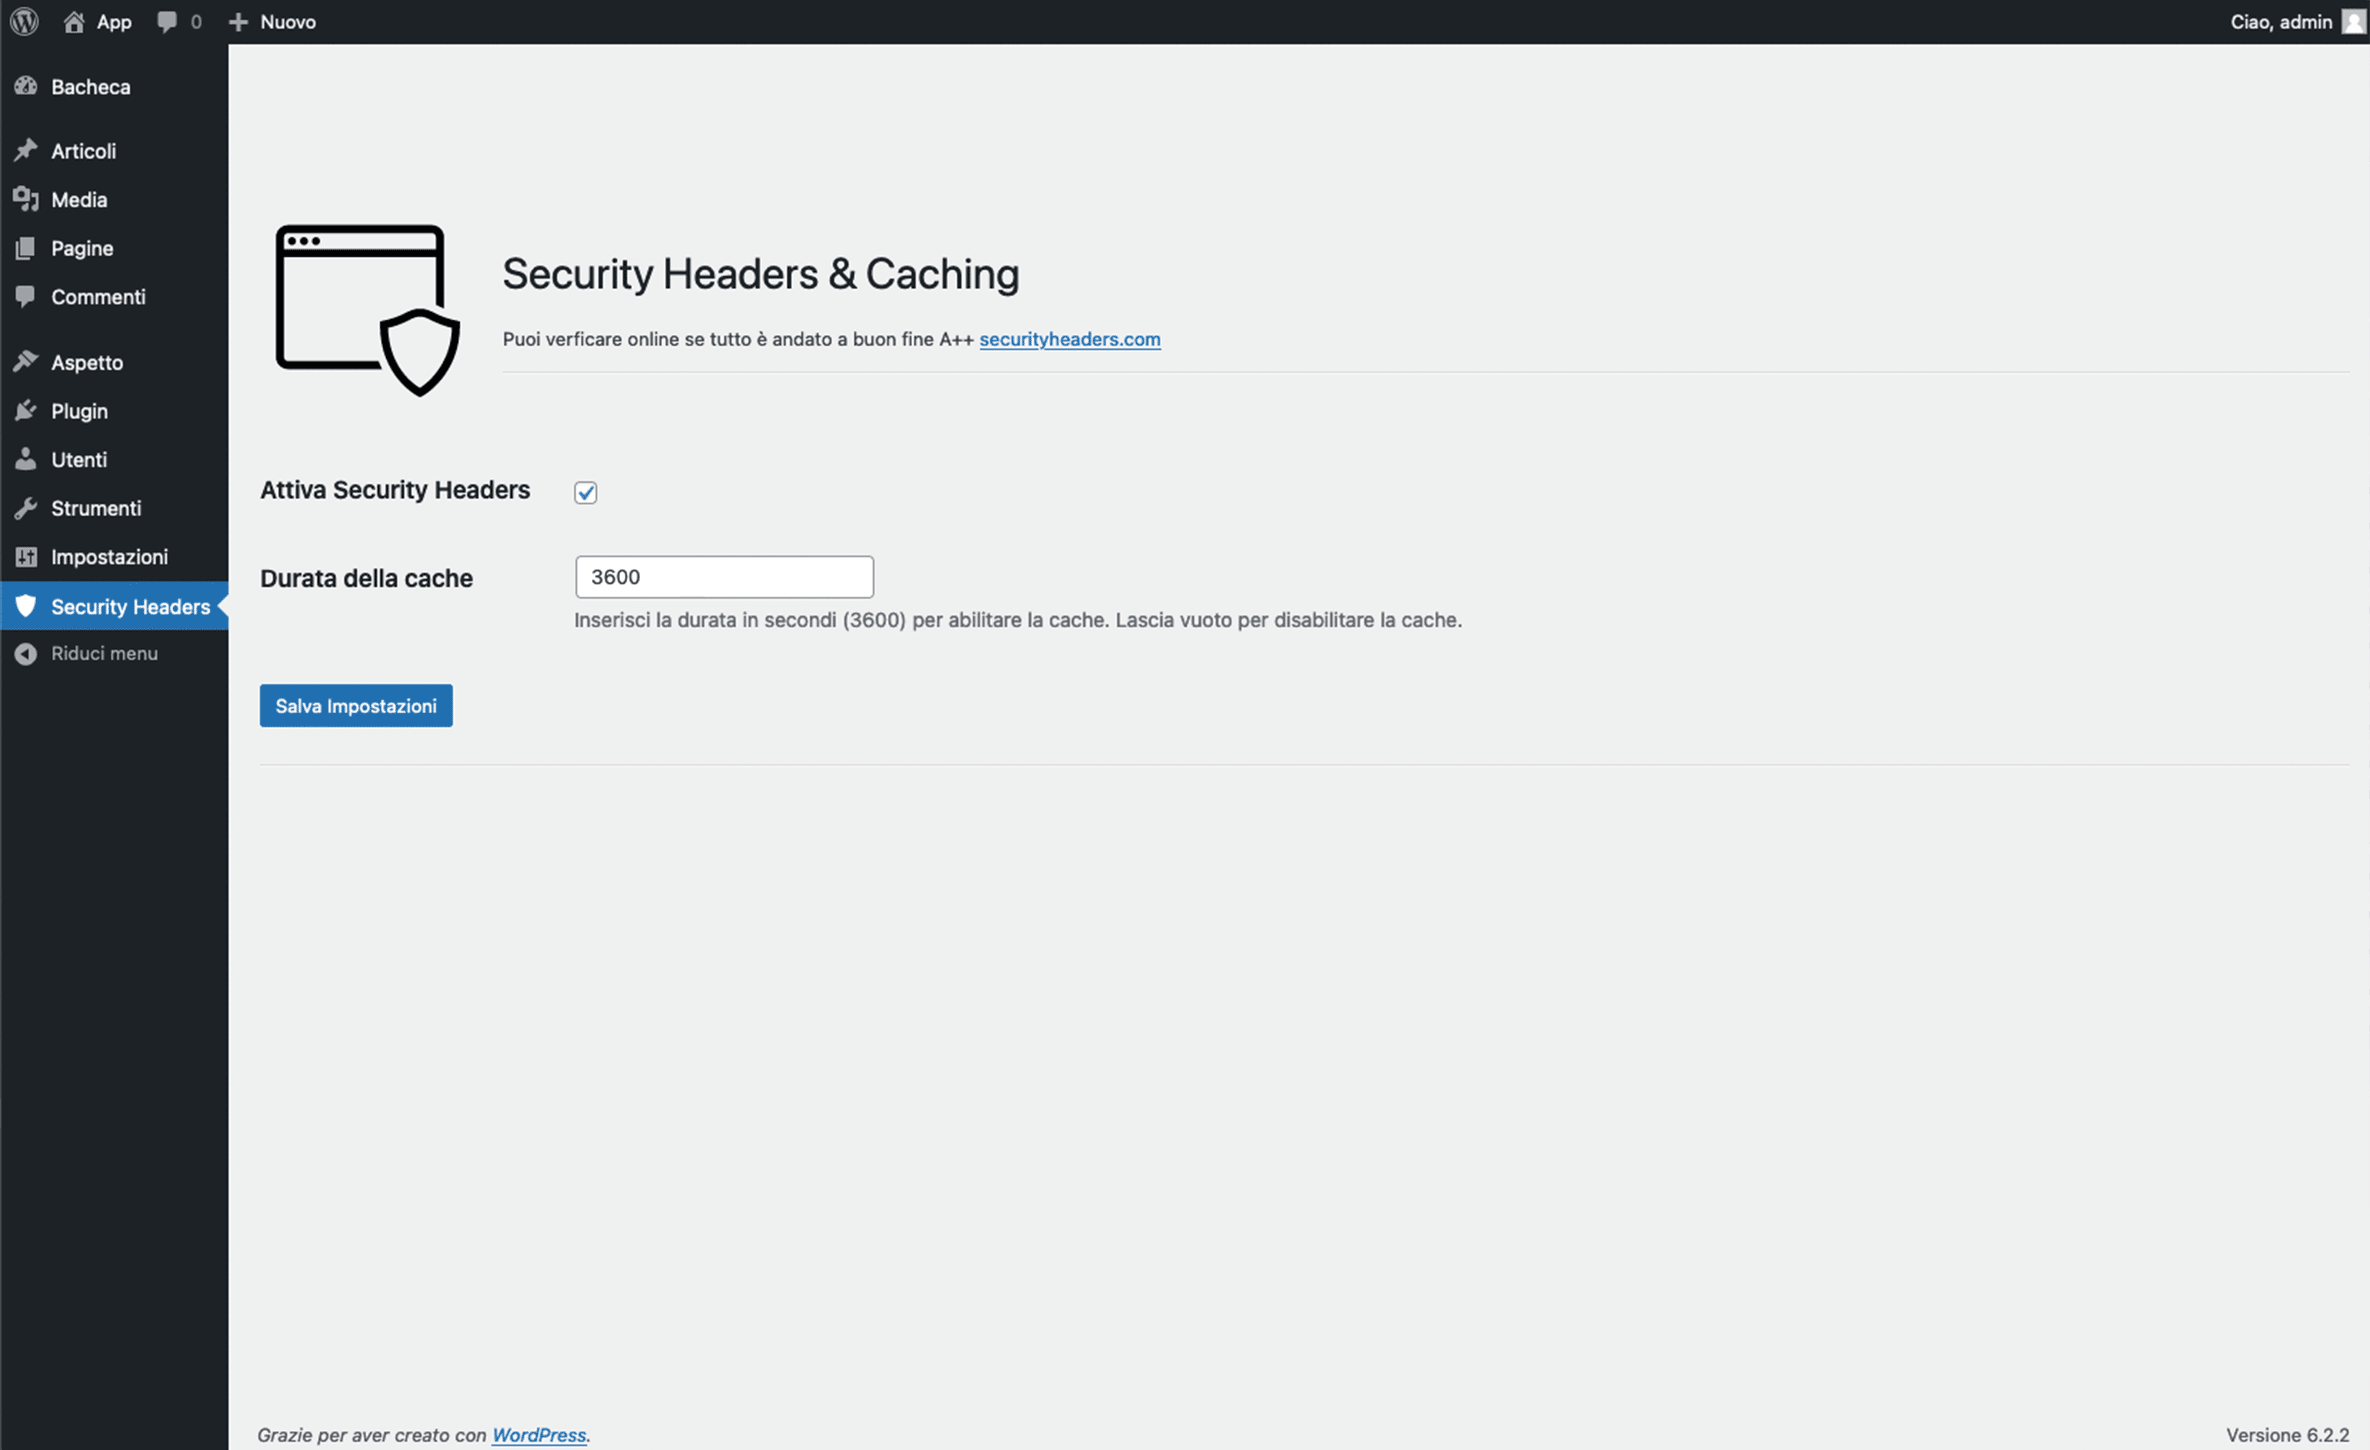 App 0 Nuovo Ciao, admin
Bacheca
Articoli
Media
Pagine
Commenti
Aspetto
Plugin
Utenti
Strumenti
Impostazioni
Security Headers
Riduci menu
Security Headers & Caching
Puoi verficare online se tutto è andato a buon fine A++ securityheaders.com
Attiva Security Headers
Durata della cache 3600
Inserisci la durata in secondi (3600) per abilitare la cache. Lascia vuoto per disabilitare la cache.
Salva Impostazioni
Grazie per aver creato con WordPress. Versione 6.2.2